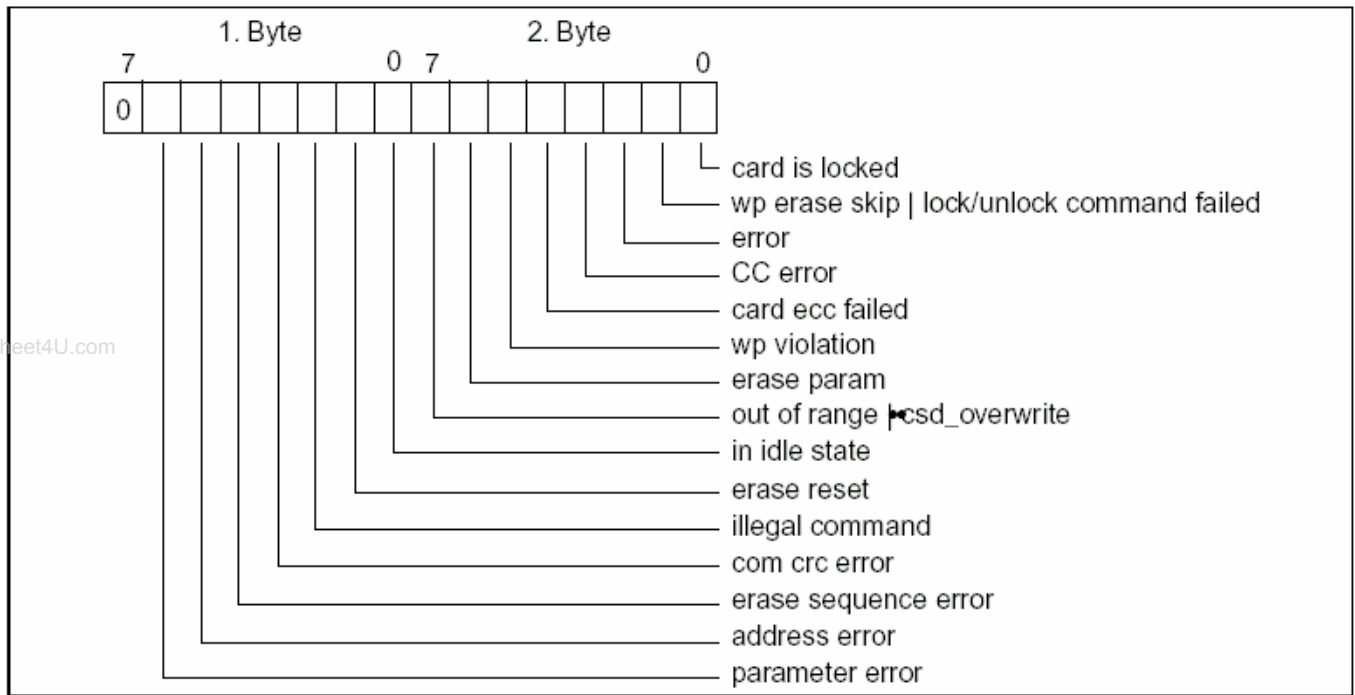 1. Byte 2. Byte
7 0 7 0
0
card is locked
wp erase skip | lock/unlock command failed
error
CC error
card ecc failed
wp violation
heet4U.com
erase param
out of range | csd_overwrite
in idle state
erase reset
illegal command
com crc error
erase sequence error
address error
parameter error